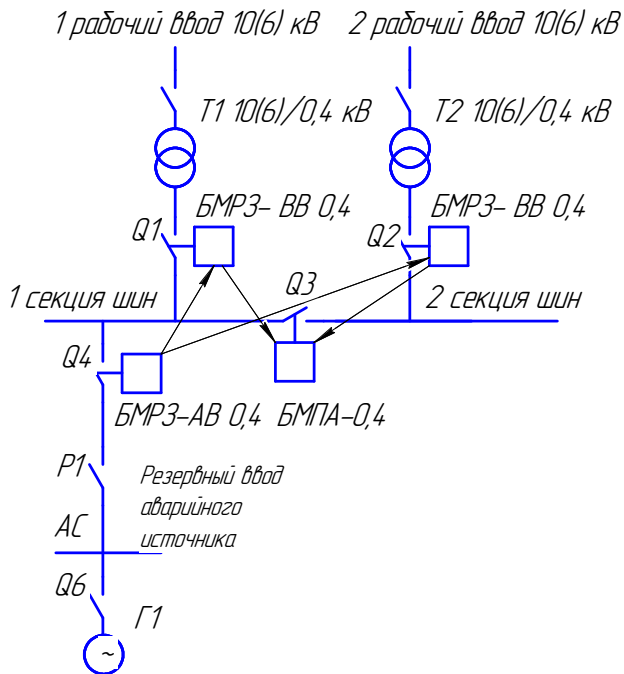 1 рабочий ввод 10(6) кВ
2 рабочий ввод 10(6) кВ
Т1 10(6)/0,4 кВ
Т2 10(6)/0,4 кВ
БМРЗ- ВВ 0,4
БМРЗ- ВВ 0,4
Q1
Q2
Q3
1 секция шин
2 секция шин
Q4
БМРЗ-АВ 0,4
БМПА-0,4
Р1
Резервный ввод
аварийного
источника
АС
Q6
Г1
~